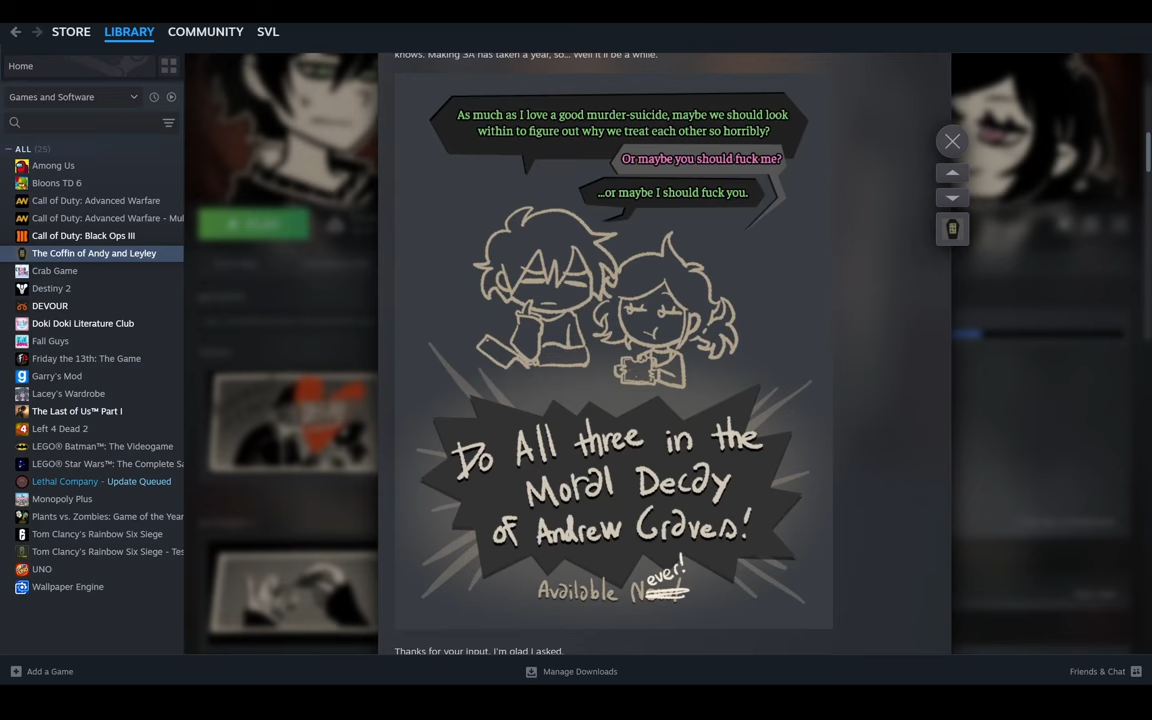 STORE LIBRARY COMMUNITY SVL
Home
Games and Software
ALL (25)
Among Us
Bloons TD 6
Call of Duty: Advanced Warfare
Call of Duty: Advanced Warfare - Mul
Call of Duty: Black Ops III
The Coffin of Andy and Leyley
Crab Game
Destiny 2
DEVOUR
Doki Doki Literature Club
Fall Guys
Friday the 13th: The Game
Garry's Mod
Lacey's Wardrobe
The Last of Us™ Part I
Left 4 Dead 2
LEGO® Batman™: The Videogame
LEGO® Star Wars™: The Complete Sa
Lethal Company - Update Queued
Monopoly Plus
Plants vs. Zombies: Game of the Year
Tom Clancy's Rainbow Six Siege
Tom Clancy's Rainbow Six Siege - Tes
UNO
Wallpaper Engine
knows. Making 3A has taken a year, so... Well it'll be a while.
As much as I love a good murder-suicide, maybe we should look
within to figure out why we treat each other so horribly?
Or maybe you should fuck me?
...or maybe I should fuck you.
Do All three in the
Moral Decay
of Andrew Graves!
ever!
Available
Thanks for your input, I'm glad I asked.
Add a Game
Manage Downloads
Friends & Chat